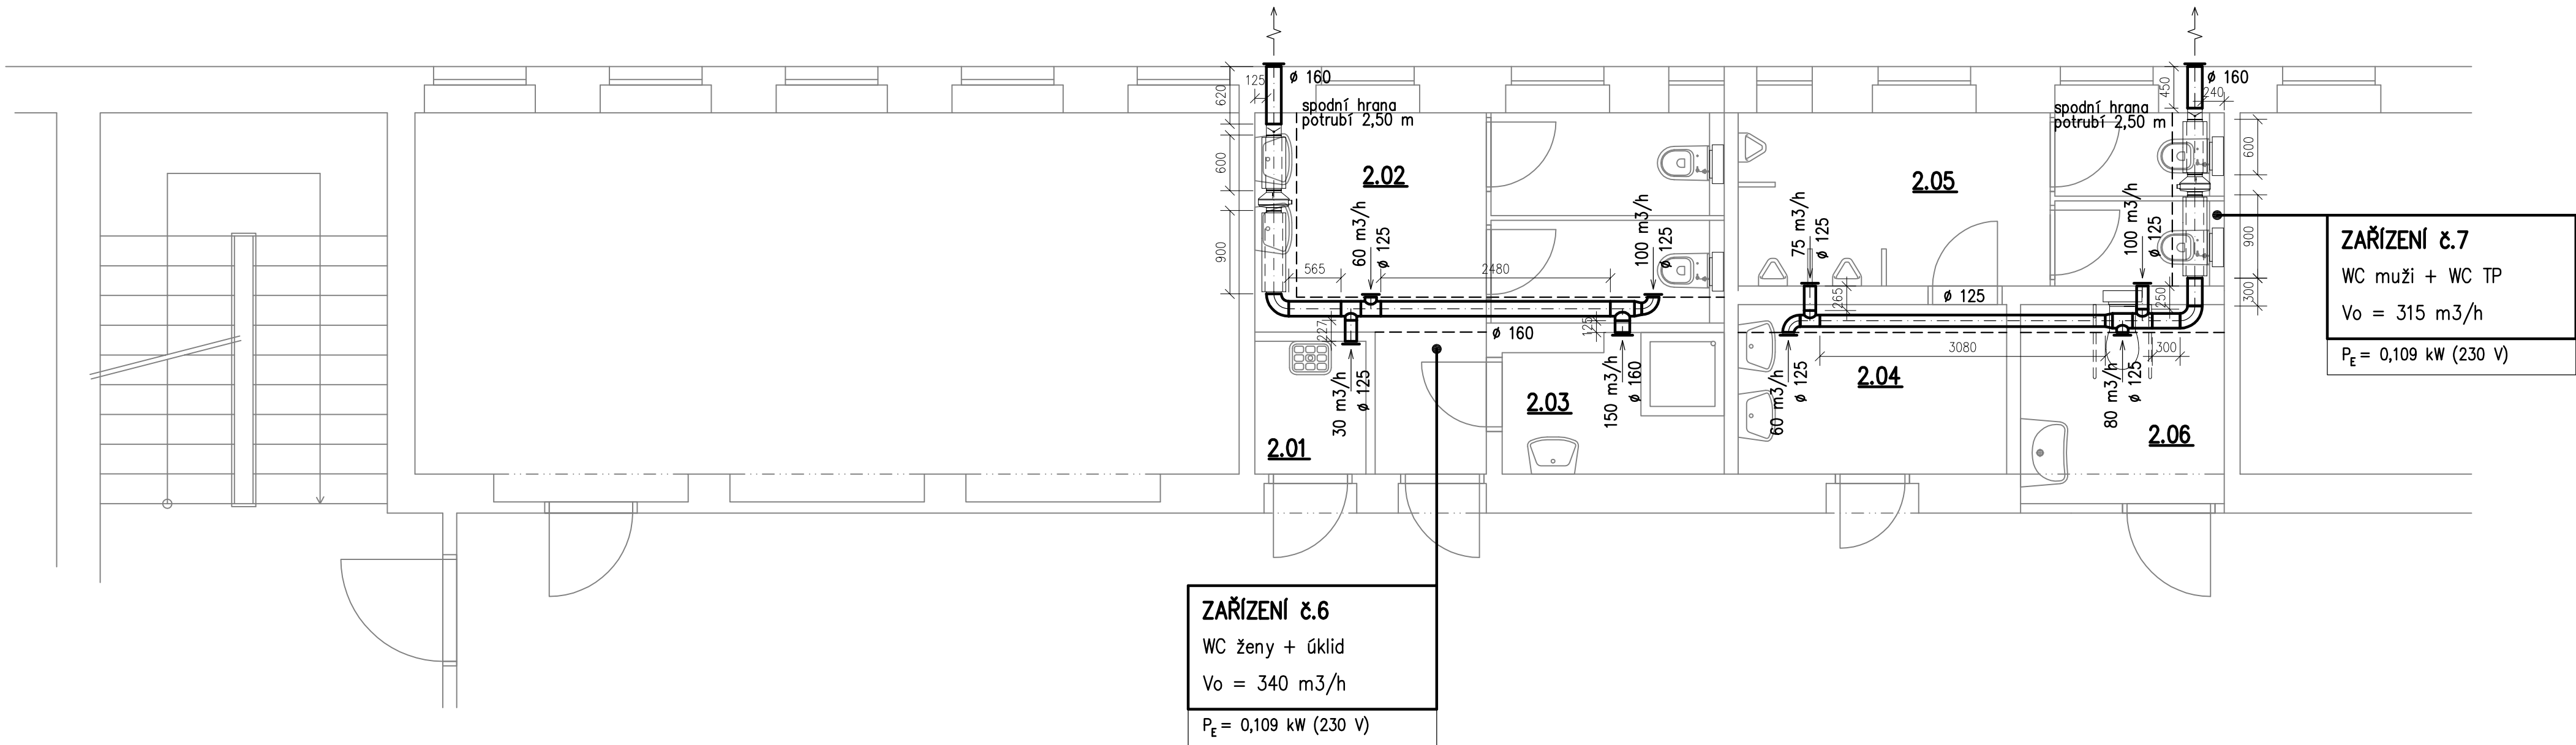 125
ø 160
620
spodní hrana
potrubí 2,50 m
600
2.02
60 m3/h
ø 125
100 m3/h
ø 125
900
565
2480
227
125
ø 160
30 m3/h
ø 125
150 m3/h
ø 160
2.03
2.01
450
ø 160
240
spodní hrana
potrubí 2,50 m
600
2.05
75 m3/h
ø 125
100 m3/h
ø 125
900
265
ø 125
250
300
3080
300
60 m3/h
ø 125
2.04
80 m3/h
ø 125
2.06
ZAŘÍZENÍ č.7
WC muži + WC TP
Vo = 315 m3/h
PE = 0,109 kW (230 V)
ZAŘÍZENÍ č.6
WC ženy + úklid
Vo = 340 m3/h
PE = 0,109 kW (230 V)